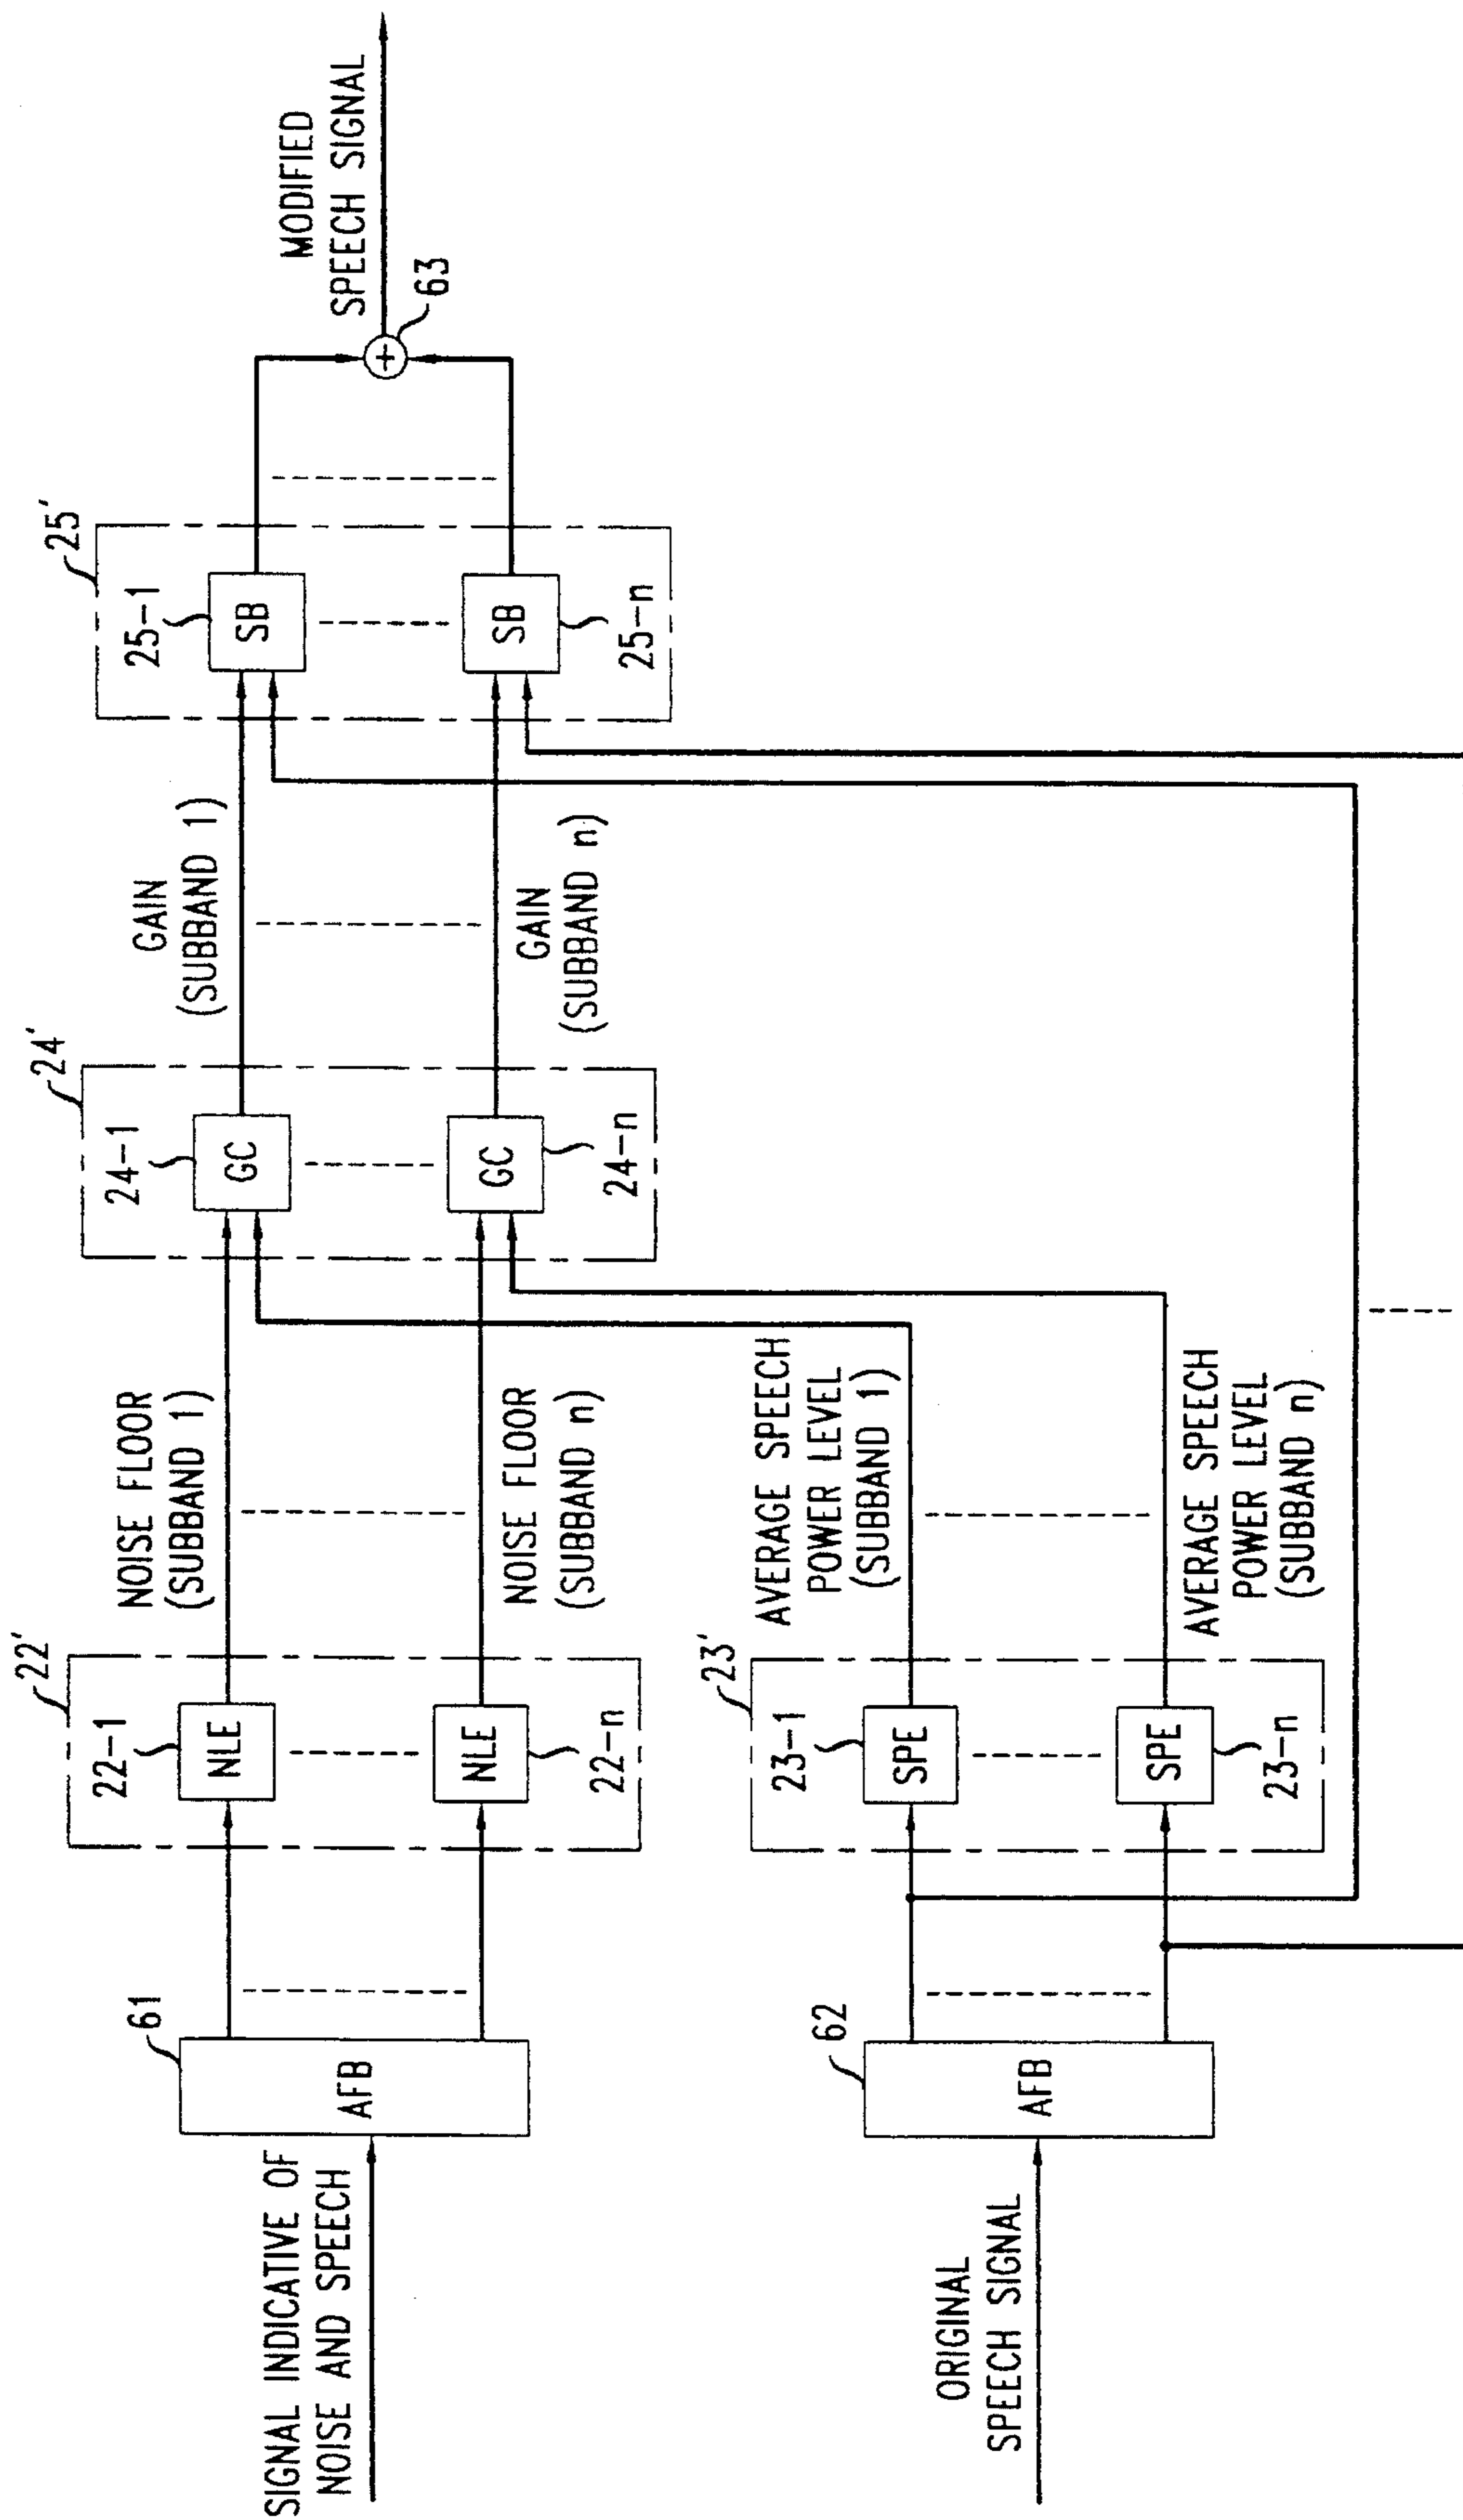 SIGNAL INDICATIVE OF
NOISE AND SPEECH
61
AFB
22'
22-1
NLE
NLE
22-n
NOISE FLOOR
(SUBBAND 1)
NOISE FLOOR
(SUBBAND n)
24'
24-1
GC
GC
24-n
GAIN
(SUBBAND 1)
GAIN
(SUBBAND n)
25'
25-1
SB
SB
25-n
+
63
MODIFIED
SPEECH SIGNAL
ORIGINAL
SPEECH SIGNAL
62
AFB
23'
23-1
SPE
SPE
23-n
AVERAGE SPEECH
POWER LEVEL
(SUBBAND 1)
AVERAGE SPEECH
POWER LEVEL
(SUBBAND n)